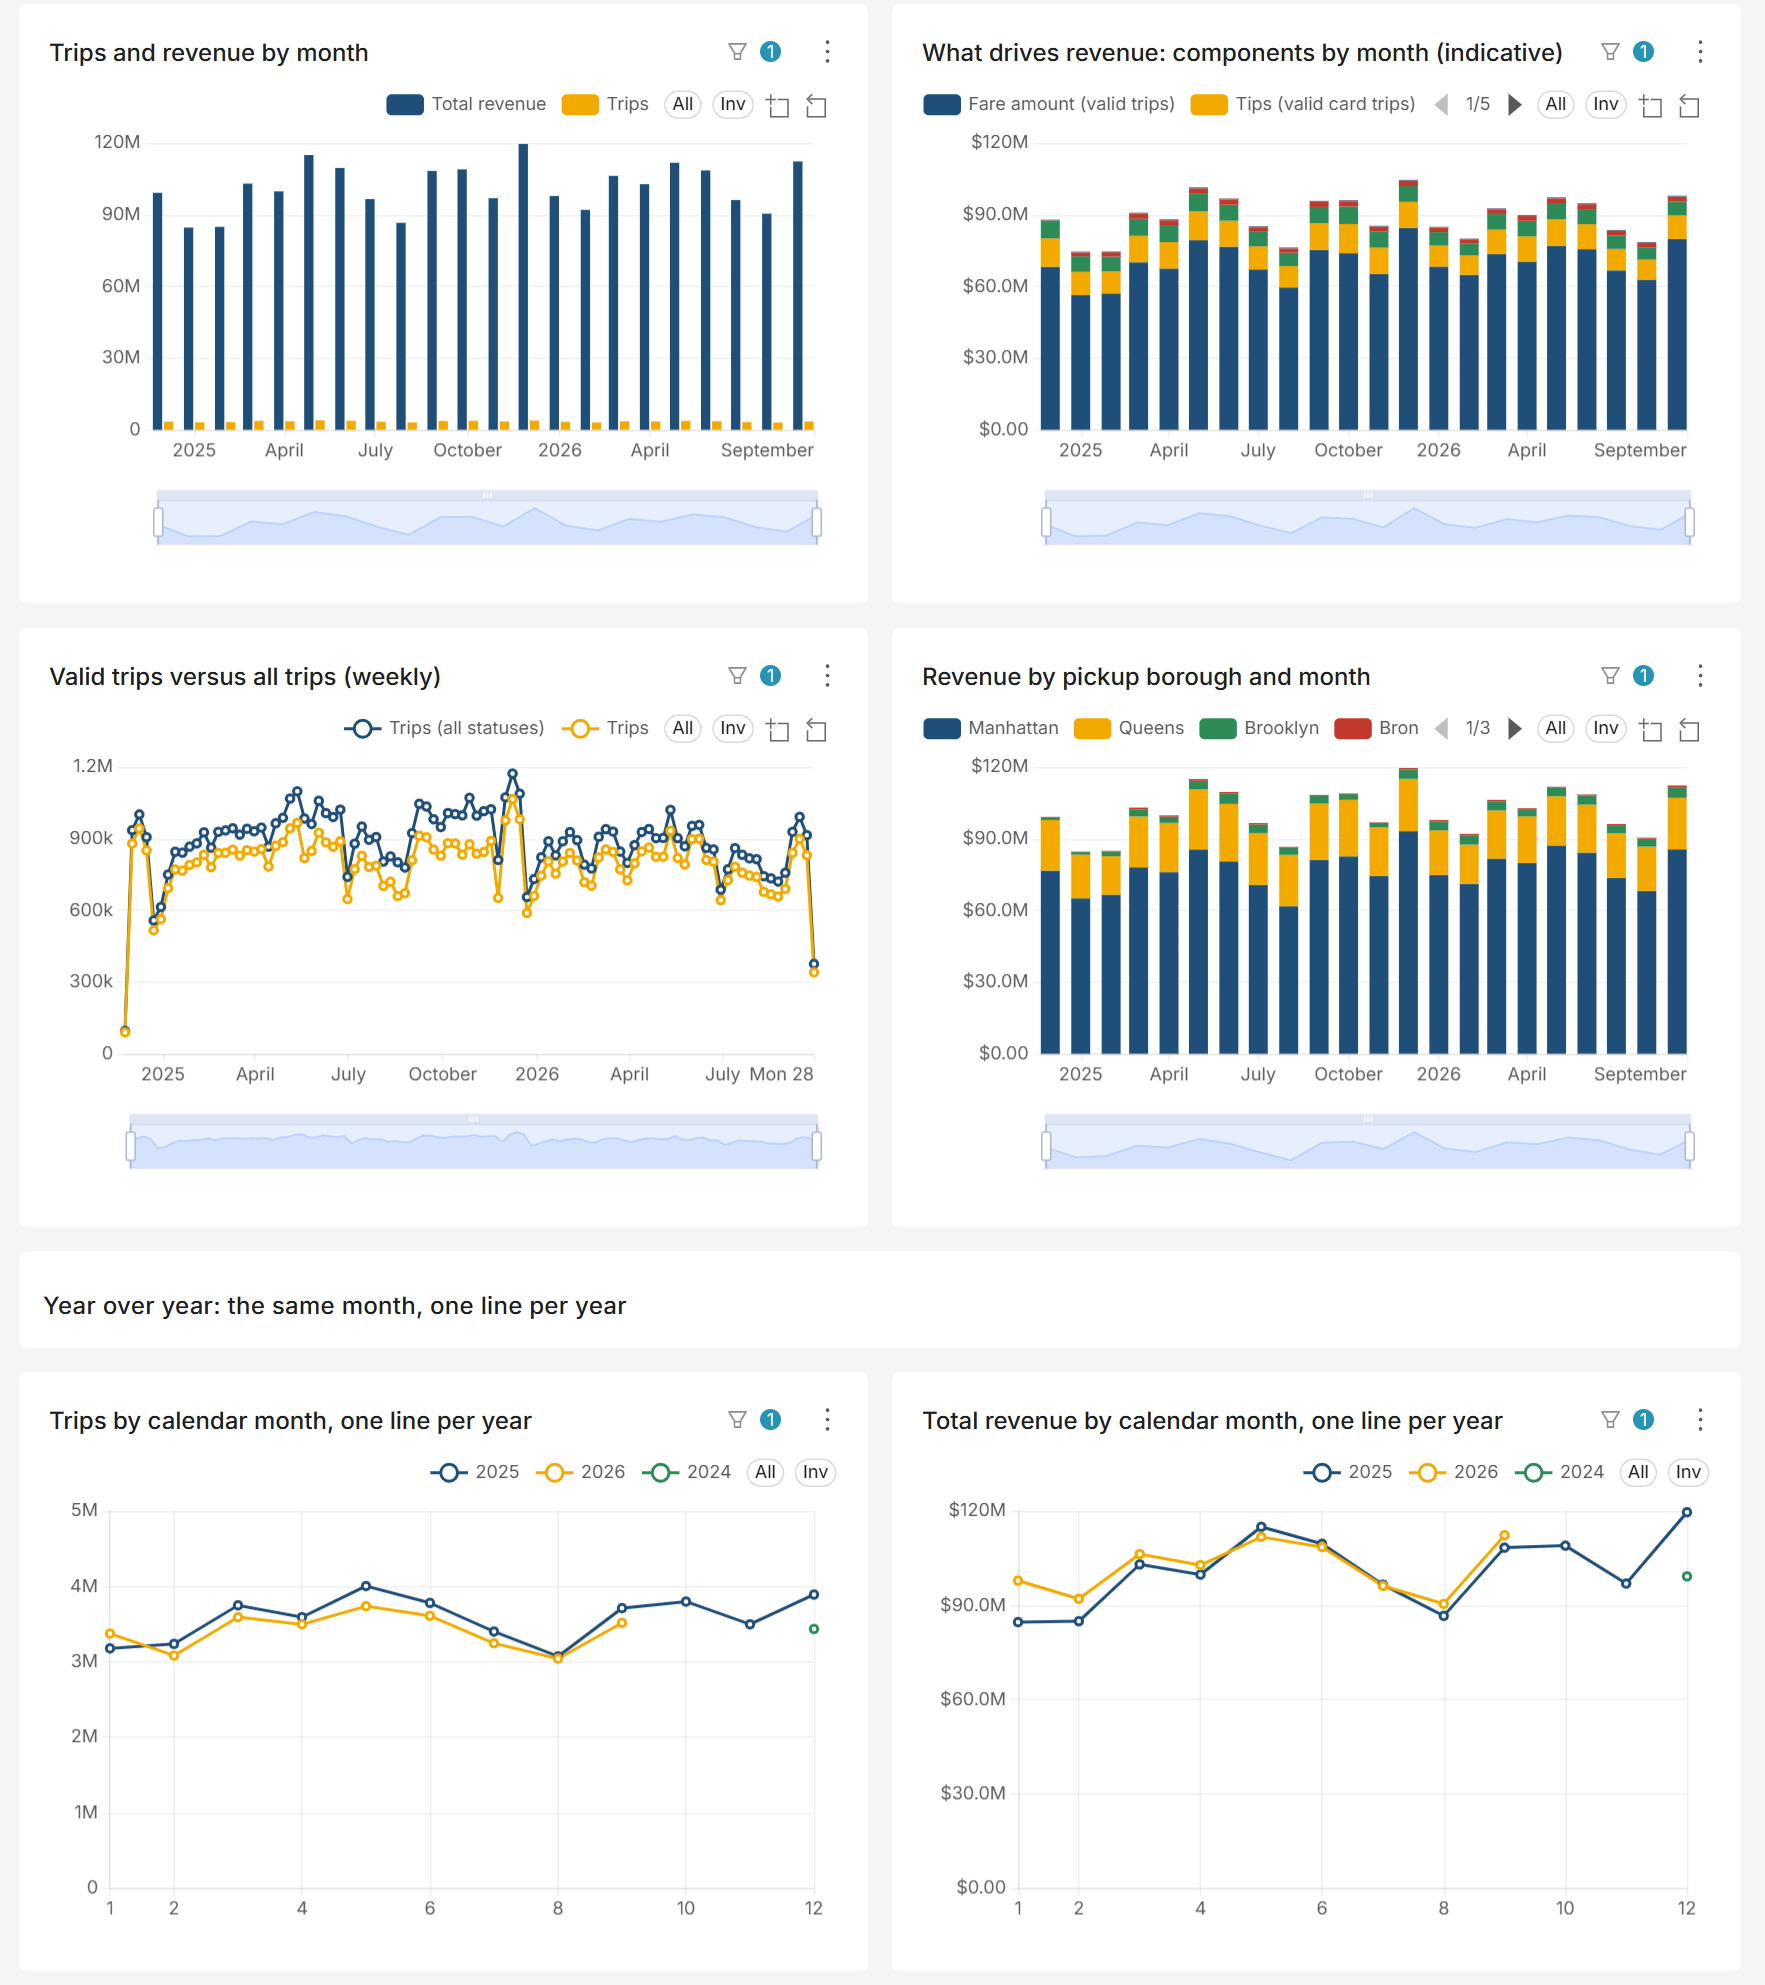 Trips and revenue by month
1
Total revenue Trips All Inv
120M
90M
60M
30M
0
2025 April July October 2026 April September
What drives revenue: components by month (indicative)
1
Fare amount (valid trips) Tips (valid card trips) 1/5 All Inv
$120M
$90.0M
$60.0M
$30.0M
$0.00
2025 April July October 2026 April September
Valid trips versus all trips (weekly)
1
Trips (all statuses) Trips All Inv
1.2M
900k
600k
300k
0
2025 April July October 2026 April July Mon 28
Revenue by pickup borough and month
1
Manhattan Queens Brooklyn Bron 1/3 All Inv
$120M
$90.0M
$60.0M
$30.0M
$0.00
2025 April July October 2026 April September
Year over year: the same month, one line per year
Trips by calendar month, one line per year
1
2025 2026 2024 All Inv
5M
4M
3M
2M
1M
0
1 2 4 6 8 10 12
Total revenue by calendar month, one line per year
1
2025 2026 2024 All Inv
$120M
$90.0M
$60.0M
$30.0M
$0.00
1 2 4 6 8 10 12